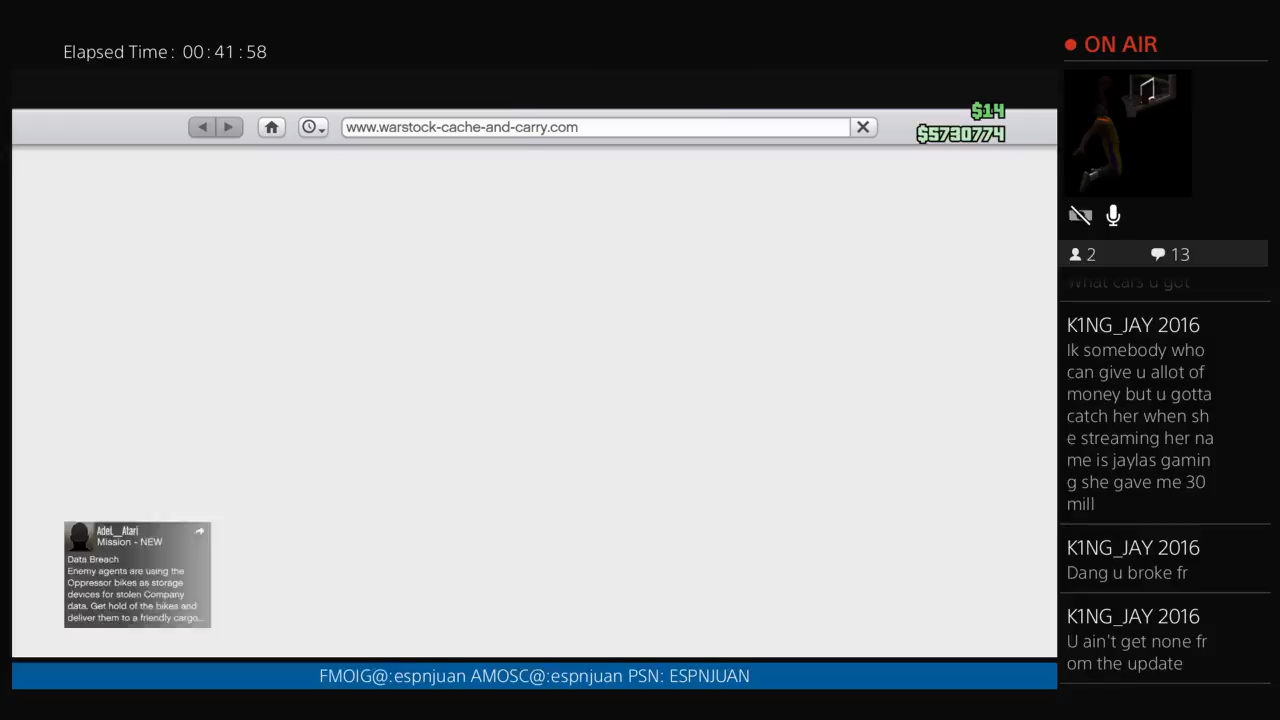 Elapsed Time: 00:41:58
ON AIR
www.warstock-cache-and-carry.com
$14
$5730774
2 13
What cars u got
K1NG_JAY 2016
Ik somebody who
can give u allot of
money but u gotta
catch her when sh
e streaming her na
me is jaylas gamin
g she gave me 30
mill
K1NG_JAY 2016
Dang u broke fr
K1NG_JAY 2016
U ain't get none fr
om the update
AdeL__Atari
Mission - NEW
Data Breach
Enemy agents are using the
Oppressor bikes as storage
devices for stolen Company
data. Get hold of the bikes and
deliver them to a friendly cargo...
FMOIG@:espnjuan AMOSC@:espnjuan PSN: ESPNJUAN